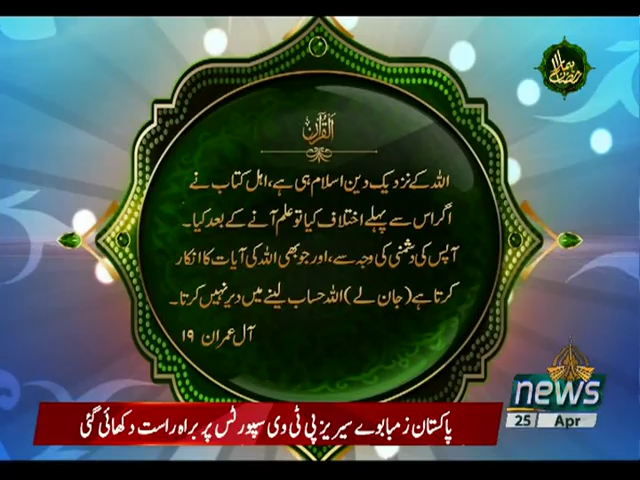 القرآن
اللہ کے نزدیک دین اسلام ہی ہے، اہل کتاب نے
اگر اس سے پہلے اختلاف کیا تو علم آنے کے بعد کیا۔
آپس کی دشمنی کی وجہ سے، اور جو بھی اللہ کی آیات کا انکار
کرتا ہے (جان لے) اللہ حساب لینے میں دیر نہیں کرتا۔
آل عمران ۱۹
news
25 Apr
پاکستان زمبابوے سیریز پی ٹی وی سپورٹس پر براہ راست دکھائی گئی